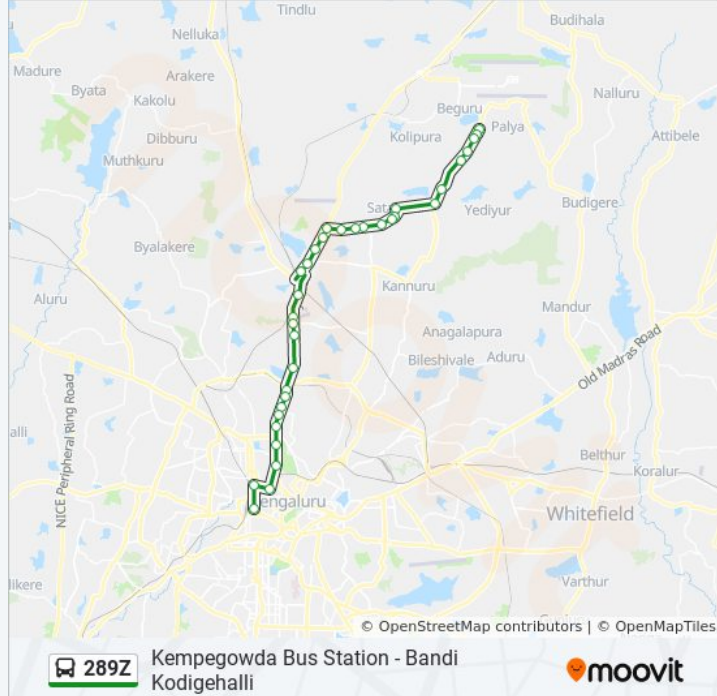 Tindlu
Budihala
Nelluka
Madure
Arakere
Byata
Kakolu
Nalluru
Beguru
Palya
Attibele
Dibburu
Kolipura
Muthkuru
Sata
Yediyur
Budigere
Byalakere
Kannuru
Aluru
Mandur
Anagalapura
Bileshivale
Aduru
Old Madras Road
NICE Peripheral Ring Road
alli
Belthur
Koralur
engaluru
Whitefield
likere
Varthur
© OpenStreetMap contributors | © OpenMapTiles
289Z
Kempegowda Bus Station - Bandi
Kodigehalli
moovit